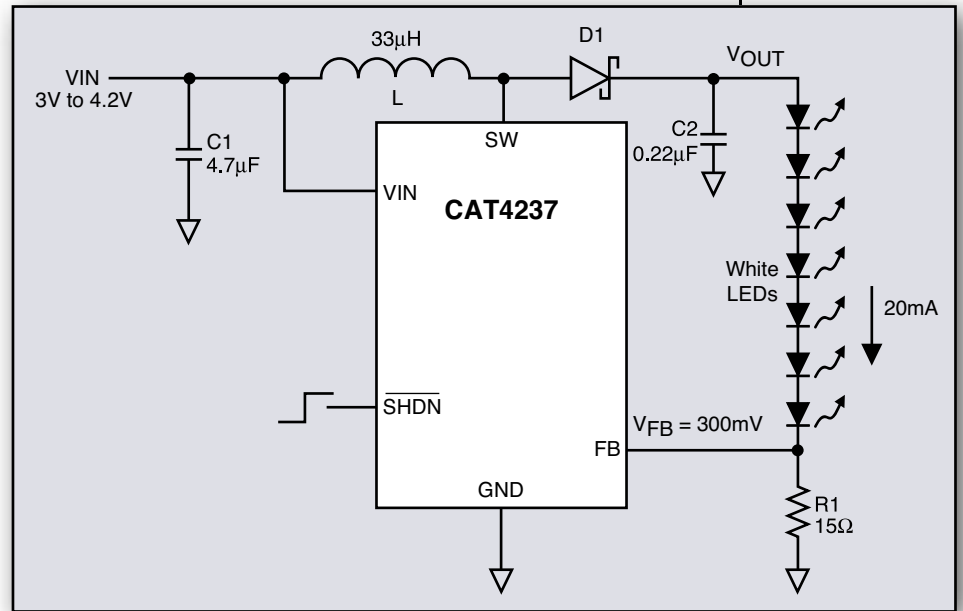 33μH
D1
VOUT
VIN
3V to 4.2V
L
C1
4.7μF
SW
C2
0.22μF
VIN
CAT4237
White
LEDs
20mA
SHDN
VFB = 300mV
FB
GND
R1
15Ω